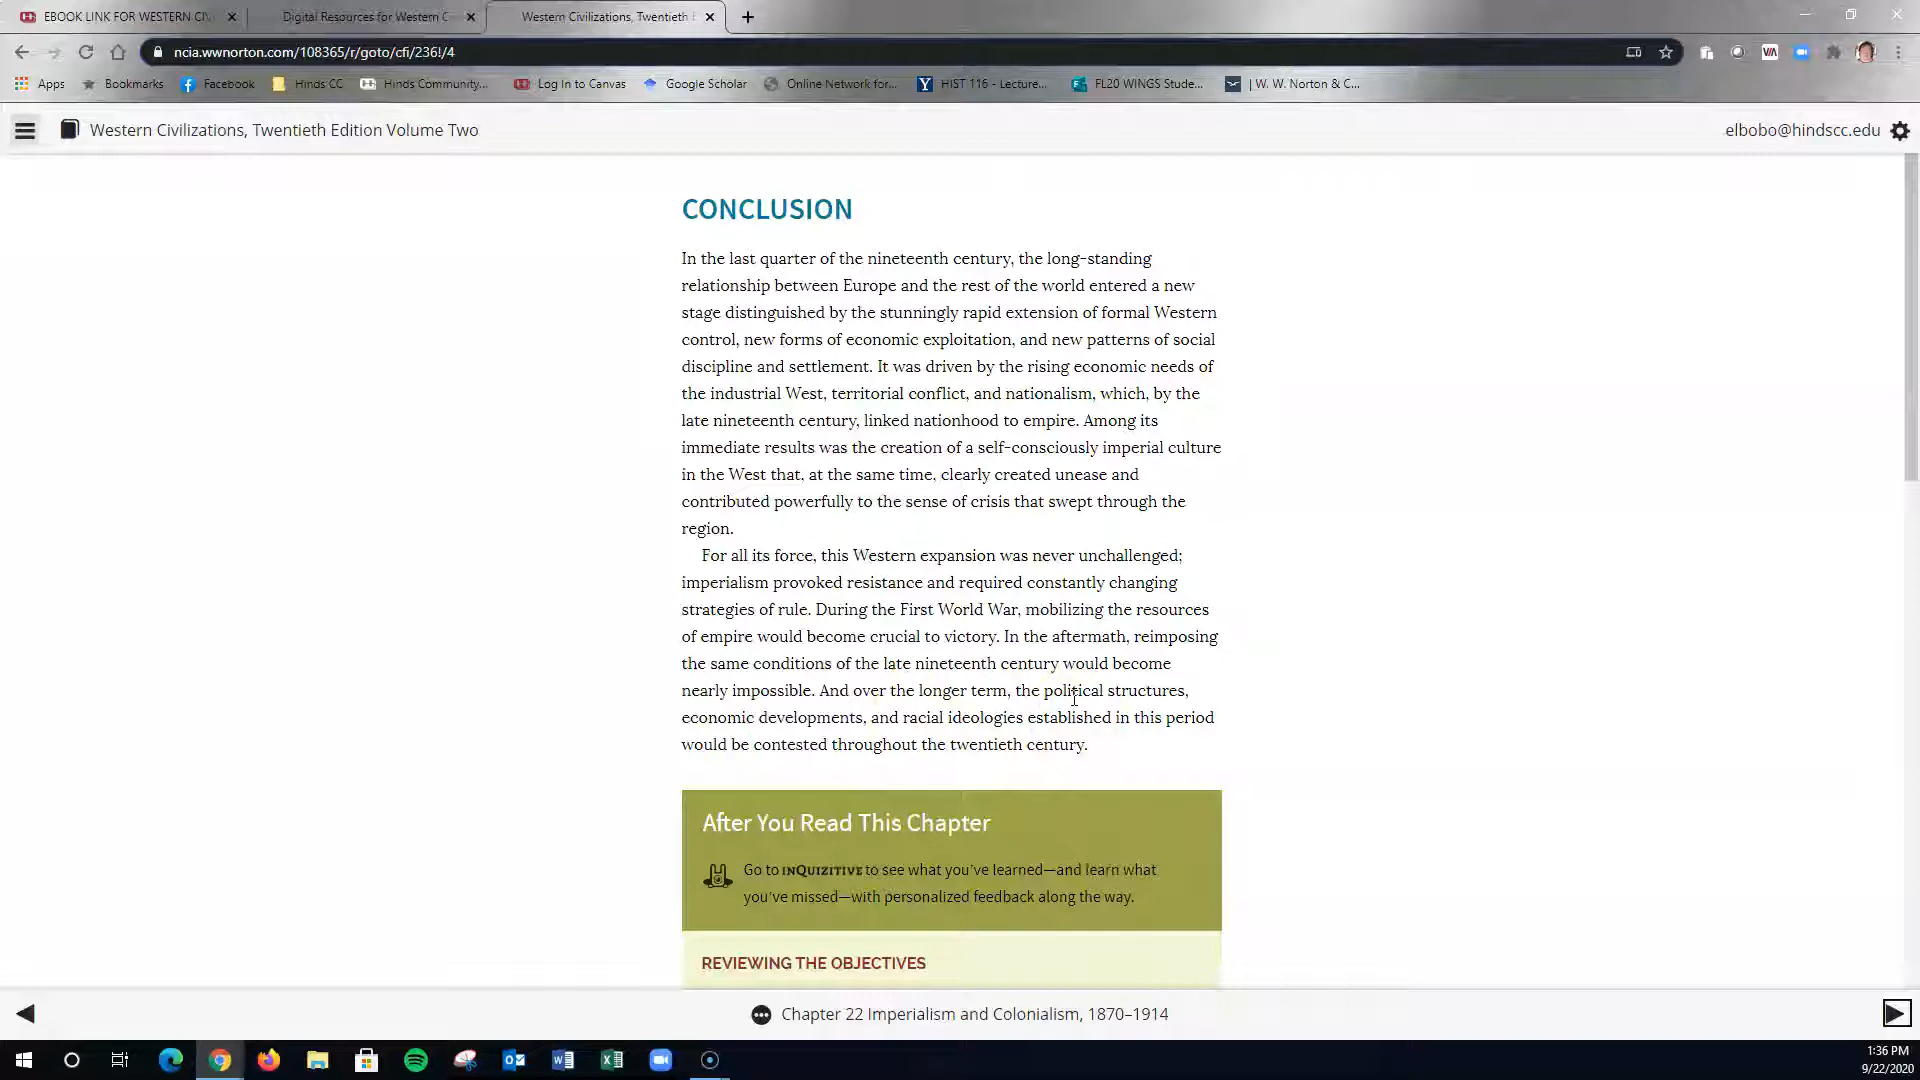 EBOOK LINK FOR WESTERN CIV
Digital Resources for Western C
Western Civilizations, Twentieth E
ncia.wwnorton.com/108365/r/goto/cfi/236!/4
Apps
Bookmarks
Facebook
Hinds CC
Hinds Community...
Log In to Canvas
Google Scholar
Online Network for...
HIST 116 - Lecture...
FL20 WINGS Stude...
| W. W. Norton & C...
Western Civilizations, Twentieth Edition Volume Two
elbobo@hindscc.edu
CONCLUSION
In the last quarter of the nineteenth century, the long-standing
relationship between Europe and the rest of the world entered a new
stage distinguished by the stunningly rapid extension of formal Western
control, new forms of economic exploitation, and new patterns of social
discipline and settlement. It was driven by the rising economic needs of
the industrial West, territorial conflict, and nationalism, which, by the
late nineteenth century, linked nationhood to empire. Among its
immediate results was the creation of a self-consciously imperial culture
in the West that, at the same time, clearly created unease and
contributed powerfully to the sense of crisis that swept through the
region.
For all its force, this Western expansion was never unchallenged;
imperialism provoked resistance and required constantly changing
strategies of rule. During the First World War, mobilizing the resources
of empire would become crucial to victory. In the aftermath, reimposing
the same conditions of the late nineteenth century would become
nearly impossible. And over the longer term, the political structures,
economic developments, and racial ideologies established in this period
would be contested throughout the twentieth century.
After You Read This Chapter
Go to INQUIZITIVE to see what you've learned—and learn what
you've missed—with personalized feedback along the way.
REVIEWING THE OBJECTIVES
Chapter 22 Imperialism and Colonialism, 1870–1914
1:36 PM
9/22/2020